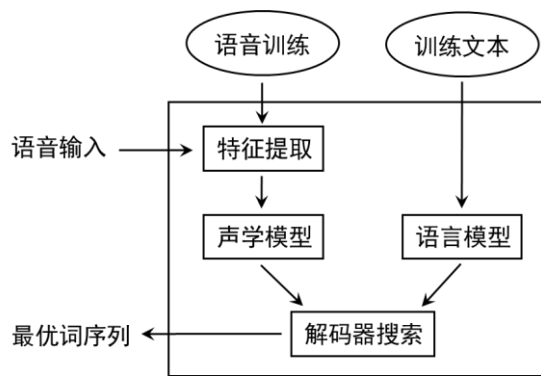 语音训练
训练文本
语音输入
特征提取
声学模型
语言模型
最优词序列
解码器搜索